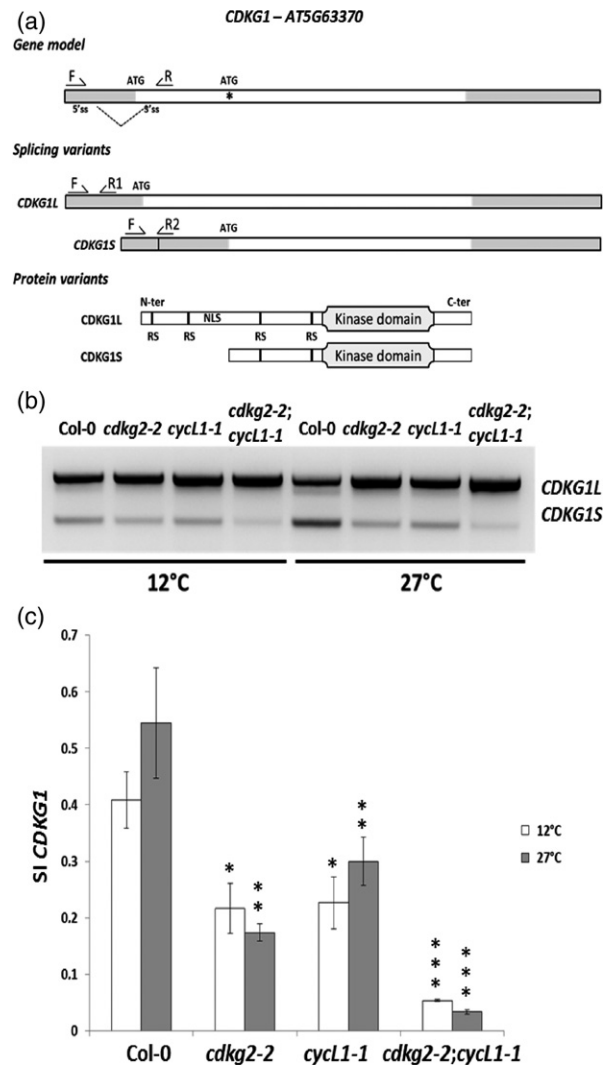 (a)
CDKG1 – AT5G63370
Gene model
F ATG R ATG
*
5'ss 3'ss
Splicing variants
F R1 ATG
CDKG1L
F R2 ATG
CDKG1S
Protein variants
N-ter C-ter
CDKG1L NLS Kinase domain
RS RS RS RS
CDKG1S Kinase domain
(b)
Col-0 cdkg2-2 cycL1-1 cdkg2-2; cycL1-1 Col-0 cdkg2-2 cycL1-1 cdkg2-2; cycL1-1
CDKG1L
CDKG1S
12°C 27°C
(c)
SI CDKG1
0.7
0.6
0.5
0.4
0.3
0.2
0.1
0
* ** * ** *** ***
12°C
27°C
Col-0 cdkg2-2 cycL1-1 cdkg2-2;cycL1-1